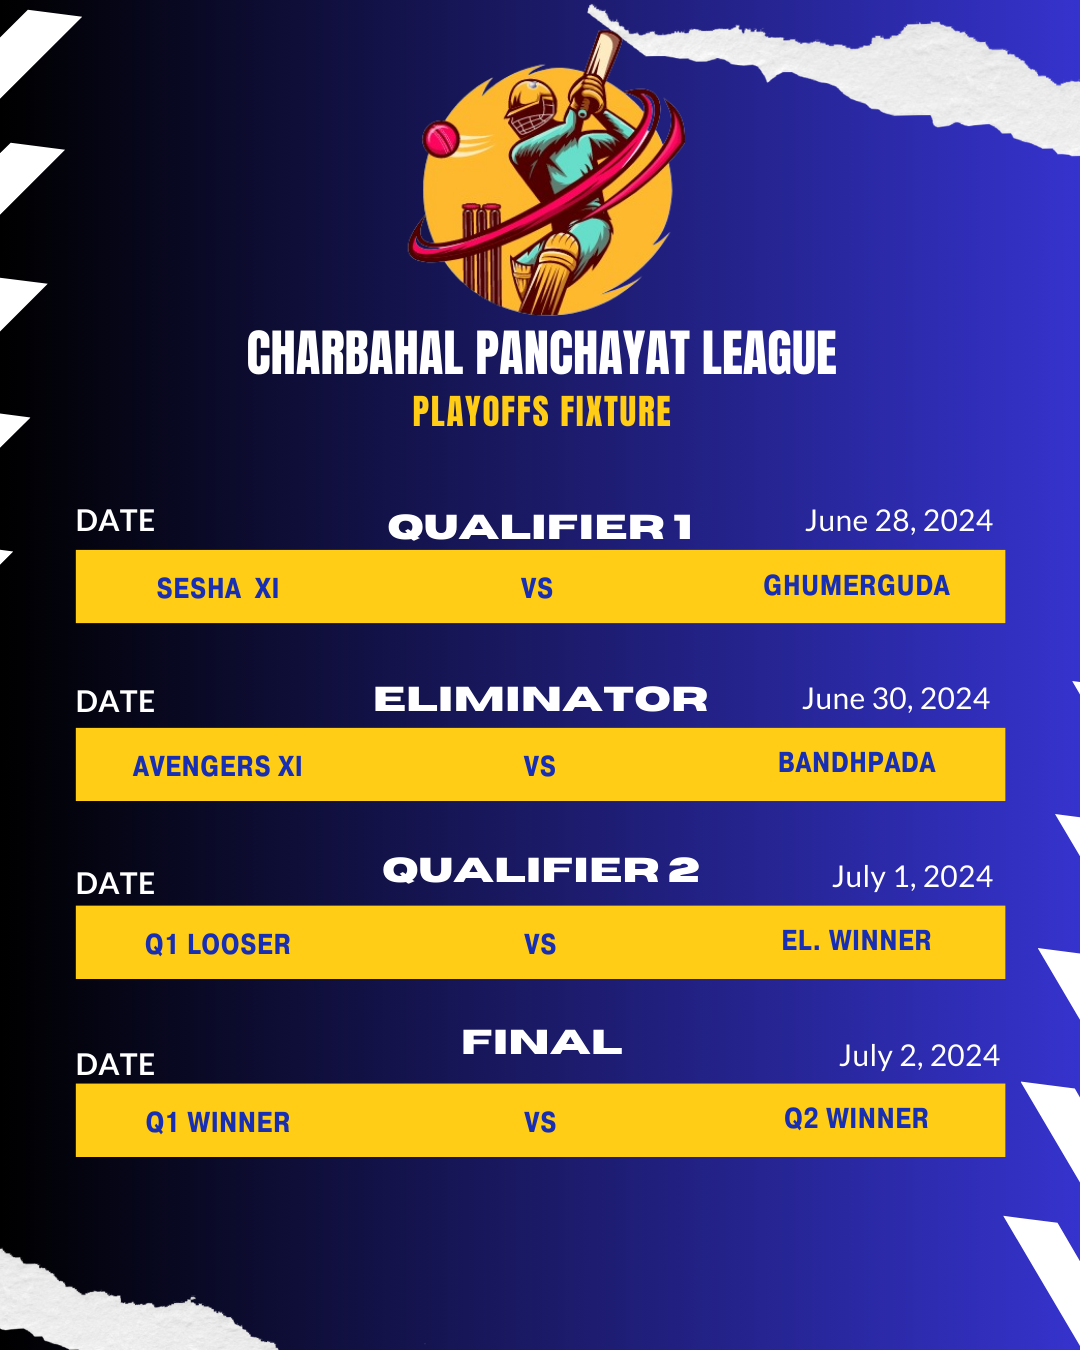 CHARBAHAL PANCHAYAT LEAGUE
PLAYOFFS FIXTURE
DATE QUALIFIER 1 June 28, 2024
SESHA XI VS GHUMERGUDA
DATE ELIMINATOR June 30, 2024
AVENGERS XI VS BANDHPADA
DATE QUALIFIER 2 July 1, 2024
Q1 LOOSER VS EL. WINNER
DATE FINAL July 2, 2024
Q1 WINNER VS Q2 WINNER